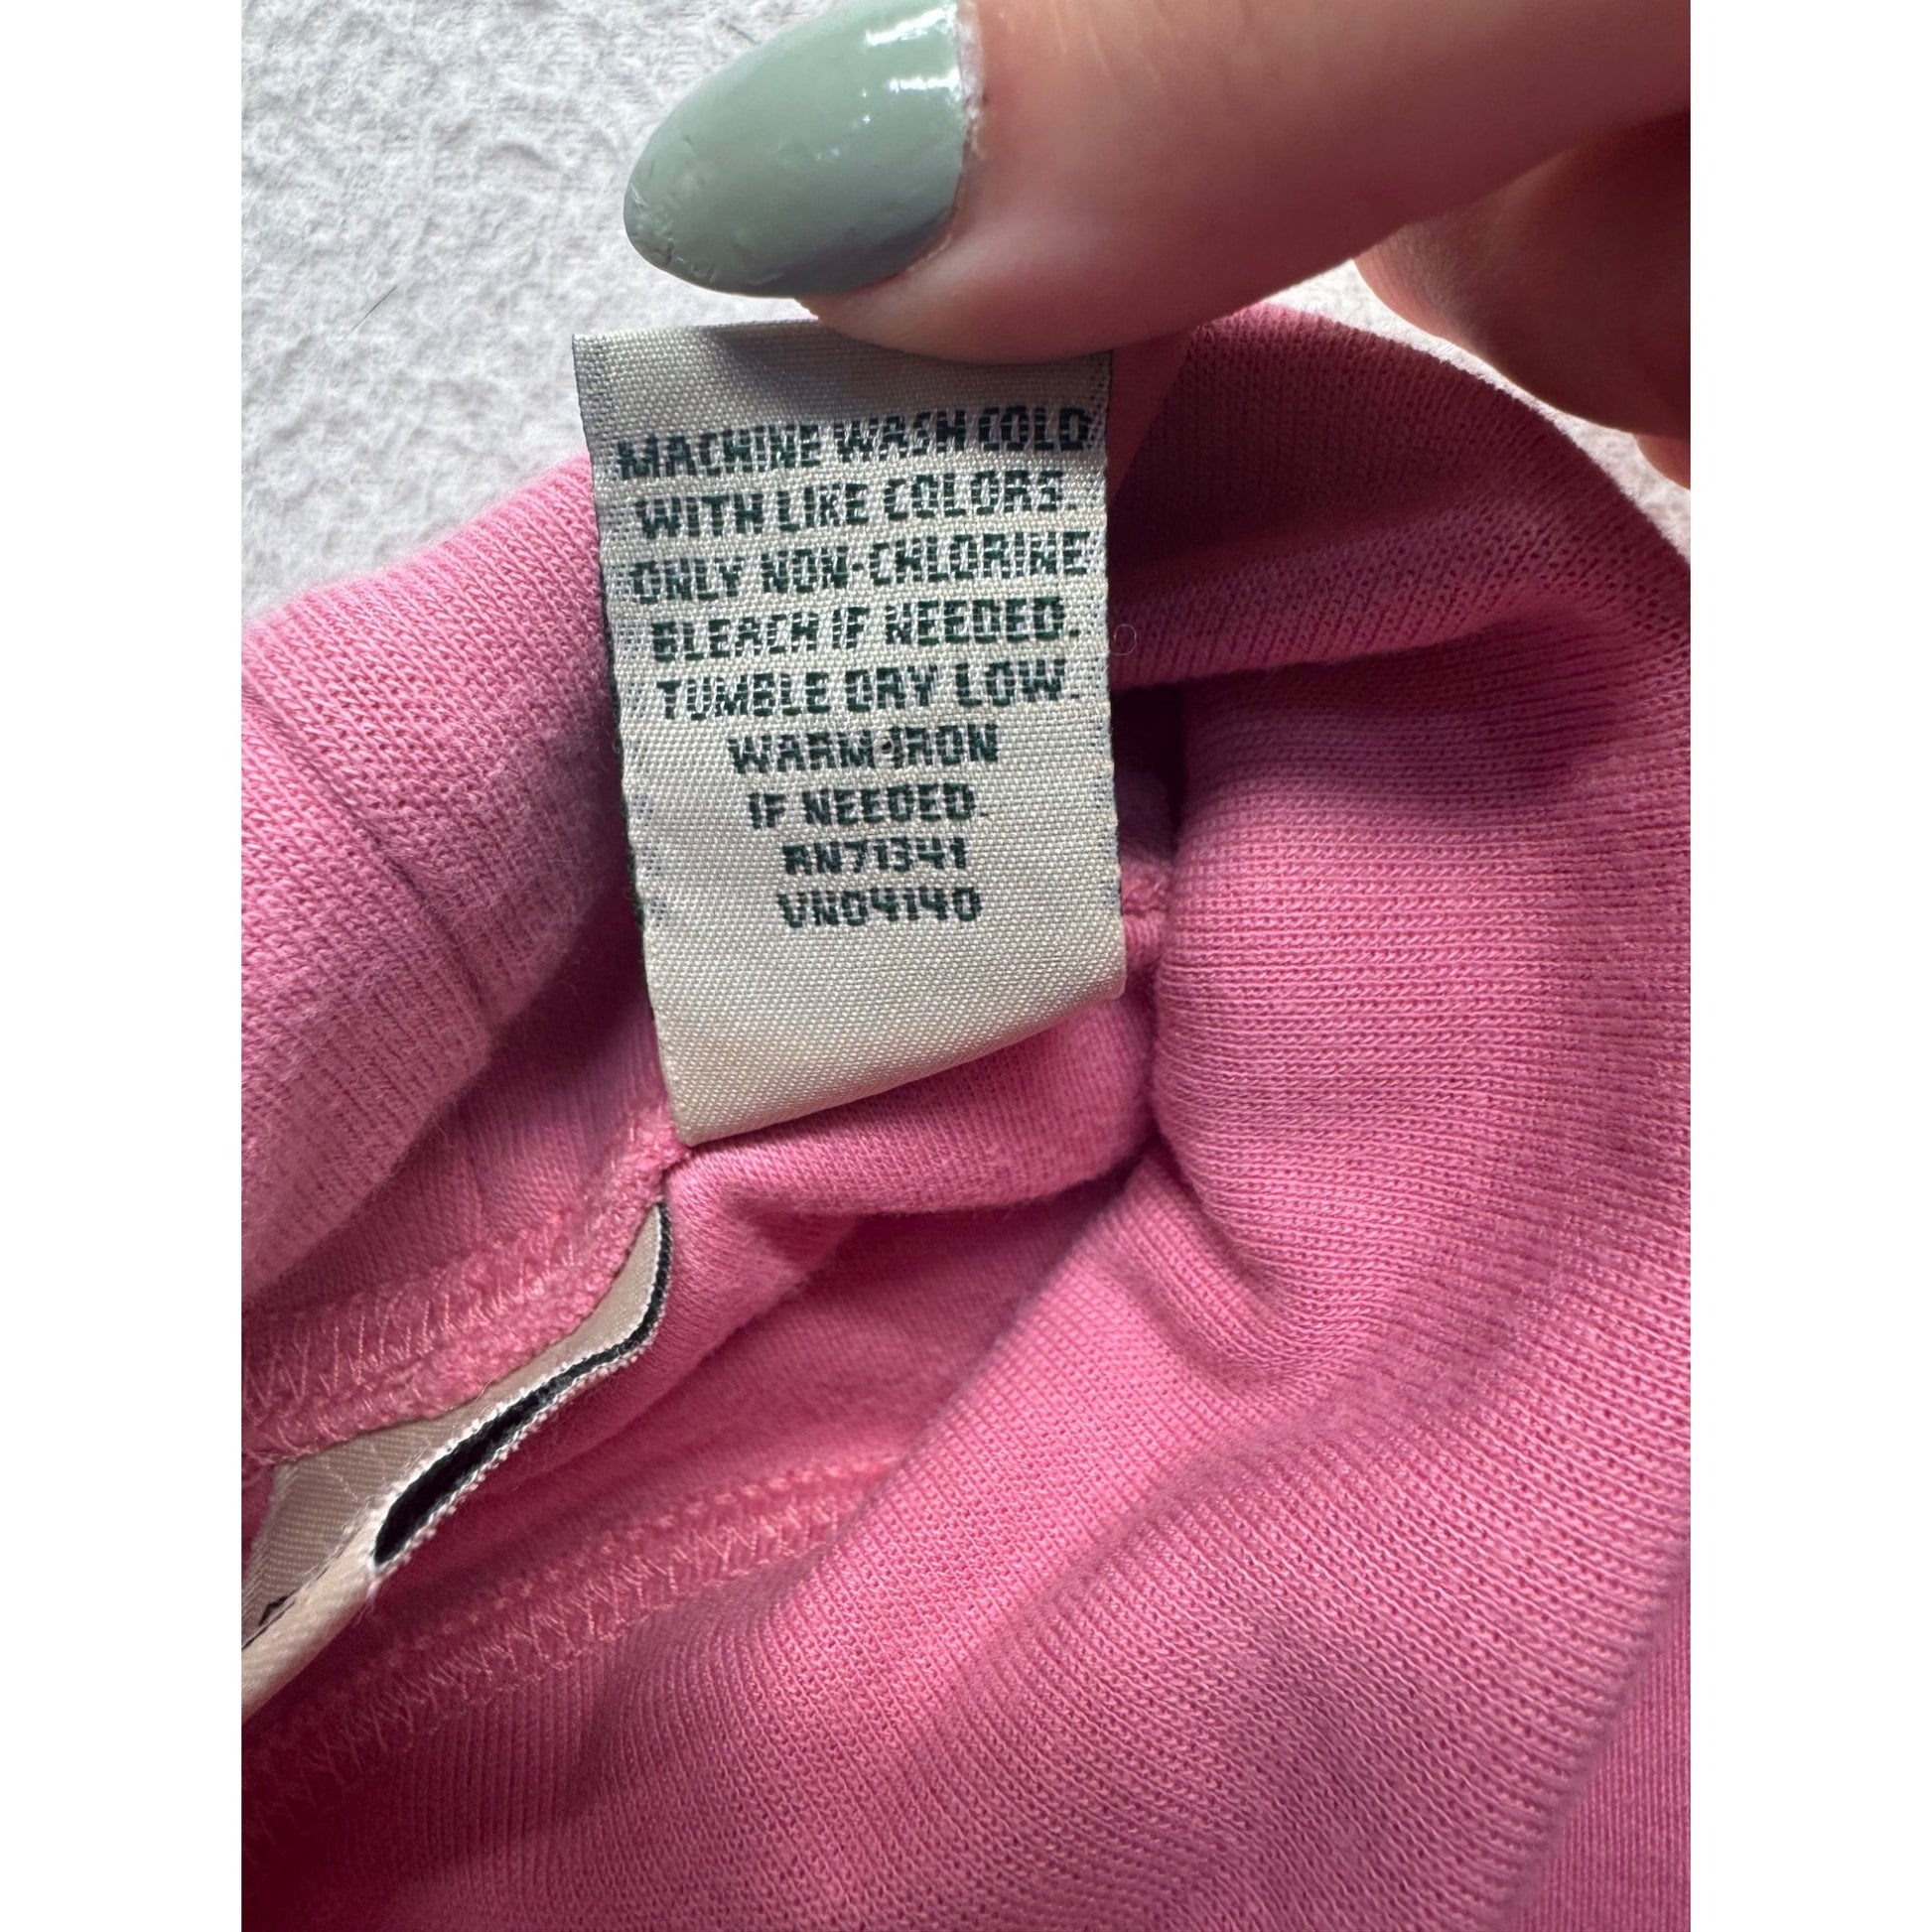 MACHINE WASH COLD
WITH LIKE COLORS.
ONLY NON-CHLORINE
BLEACH IF NEEDED.
TUMBLE DRY LOW.
WARM IRON
IF NEEDED.
RN71341
VN04140